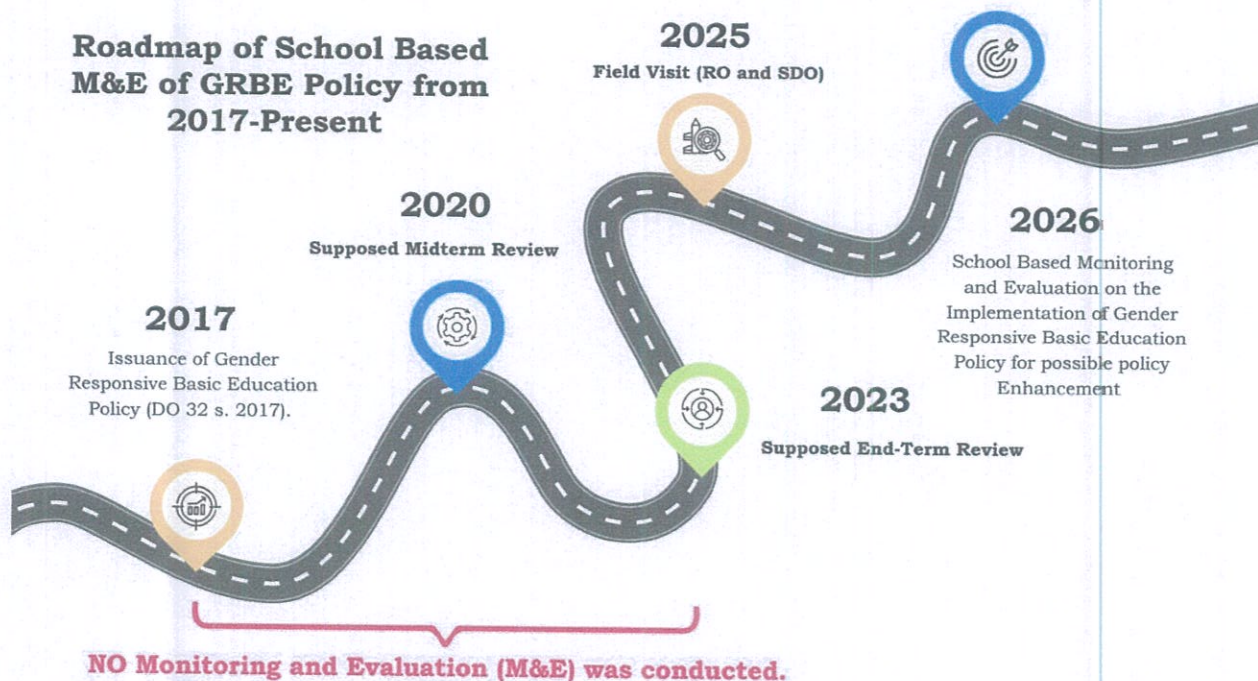 Roadmap of School Based
M&E of GRBE Policy from
2017-Present
2017
Issuance of Gender
Responsive Basic Education
Policy (DO 32 s. 2017).
2020
Supposed Midterm Review
2023
Supposed End-Term Review
2025
Field Visit (RO and SDO)
2026
School Based Monitoring
and Evaluation on the
Implementation of Gender
Responsive Basic Education
Policy for possible policy
Enhancement
NO Monitoring and Evaluation (M&E) was conducted.